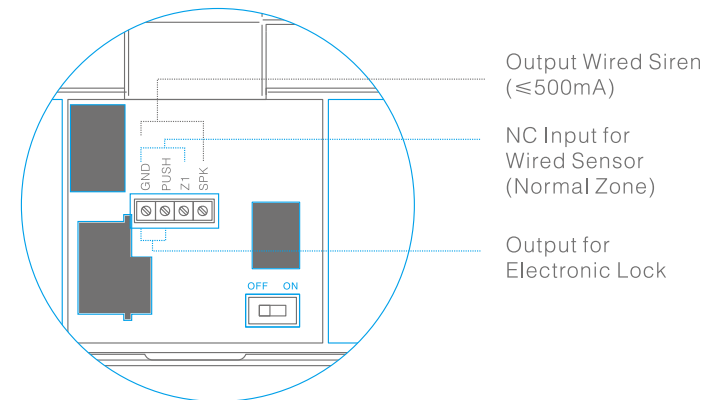 Output Wired Siren
(≤500mA)
NC Input for
Wired Sensor
(Normal Zone)
GND
PUSH
Z1
SPK
Output for
Electronic Lock
OFF ON